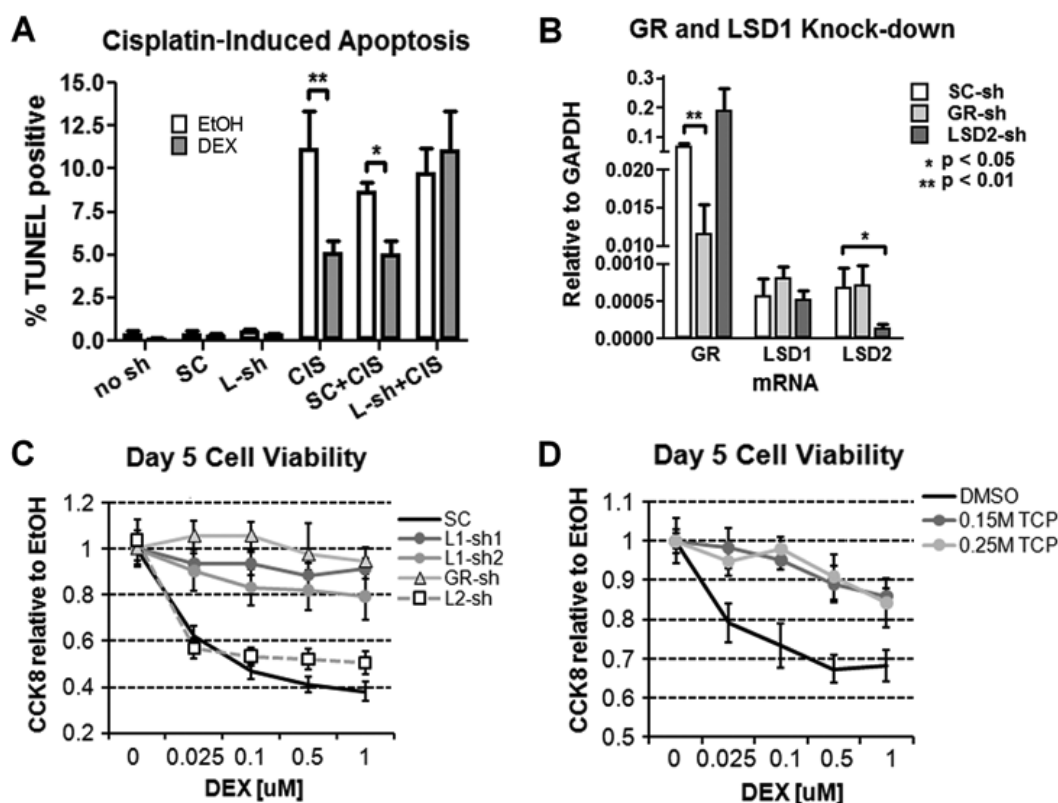 A
Cisplatin-Induced Apoptosis
% TUNEL positive
15.0
12.5
10.0
7.5
5.0
2.5
0.0
EtOH
DEX
**
*
no sh
SC
L-sh
CIS
SC+CIS
L-sh+CIS
B
GR and LSD1 Knock-down
Relative to GAPDH
0.3
0.2
0.1
0.020
0.010
0.0010
0.0005
0.0000
**
*
GR
LSD1
LSD2
mRNA
SC-sh
GR-sh
LSD2-sh
* p < 0.05
** p < 0.01
C
Day 5 Cell Viability
CCK8 relative to EtOH
1.2
1
0.8
0.6
0.4
0.2
0
0.025
0.1
0.5
1
DEX [uM]
SC
L1-sh1
L1-sh2
GR-sh
L2-sh
D
Day 5 Cell Viability
CCK8 relative to EtOH
1.1
1
0.9
0.8
0.7
0.6
0.5
0
0.025
0.1
0.5
1
DEX [uM]
DMSO
0.15M TCP
0.25M TCP